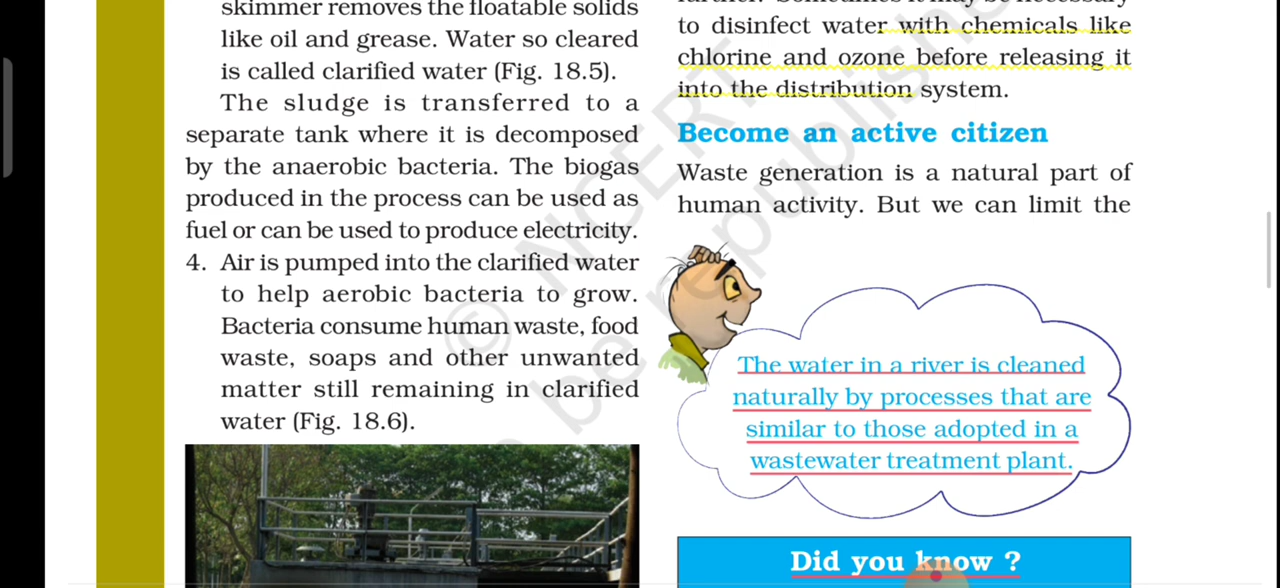 skimmer removes the floatable solids
like oil and grease. Water so cleared
is called clarified water (Fig. 18.5).
The sludge is transferred to a
separate tank where it is decomposed
by the anaerobic bacteria. The biogas
produced in the process can be used as
fuel or can be used to produce electricity.
4. Air is pumped into the clarified water
to help aerobic bacteria to grow.
Bacteria consume human waste, food
waste, soaps and other unwanted
matter still remaining in clarified
water (Fig. 18.6).
to disinfect water with chemicals like
chlorine and ozone before releasing it
into the distribution system.
Become an active citizen
Waste generation is a natural part of
human activity. But we can limit the
The water in a river is cleaned
naturally by processes that are
similar to those adopted in a
wastewater treatment plant.
Did you know ?
© NCERT
be republished